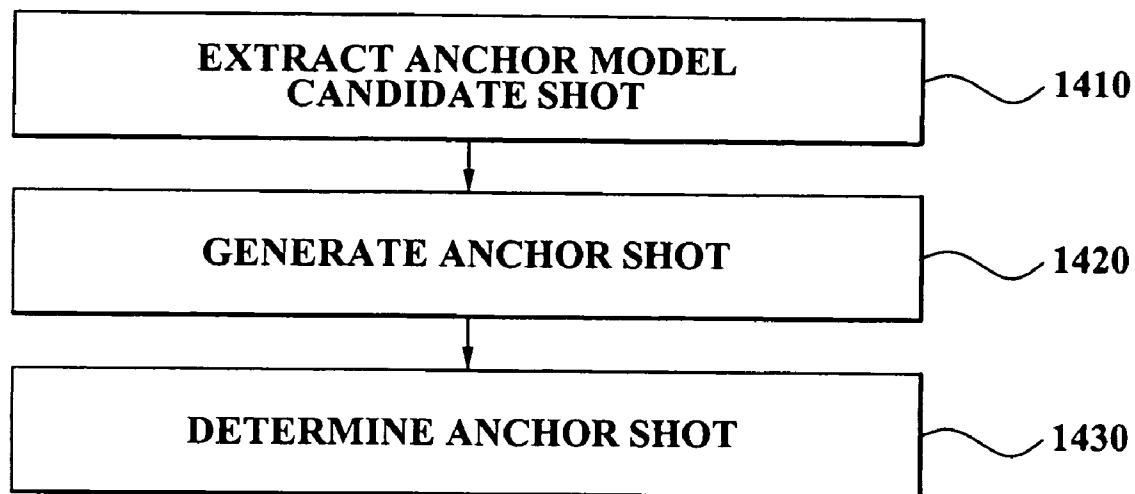 EXTRACT ANCHOR MODEL
CANDIDATE SHOT
1410
GENERATE ANCHOR SHOT
1420
DETERMINE ANCHOR SHOT
1430